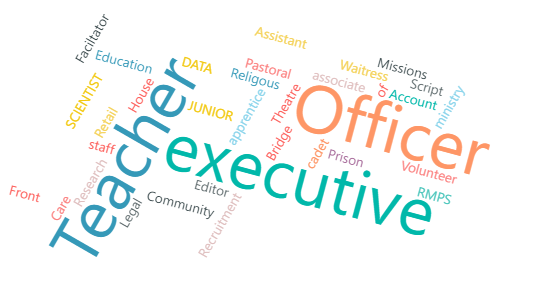 Facilitator
Assistant
Education
DATA
Pastoral
Waitress
Missions
SCIENTIST
House
Religous
associate
Script
of
Account
ministry
Retail
JUNIOR
apprentice
Theatre
Officer
staff
Teacher
executive
Bridge
cadet
Prison
Volunteer
Research
Editor
RMPS
Front
Care
Legal
Community
Recruitment